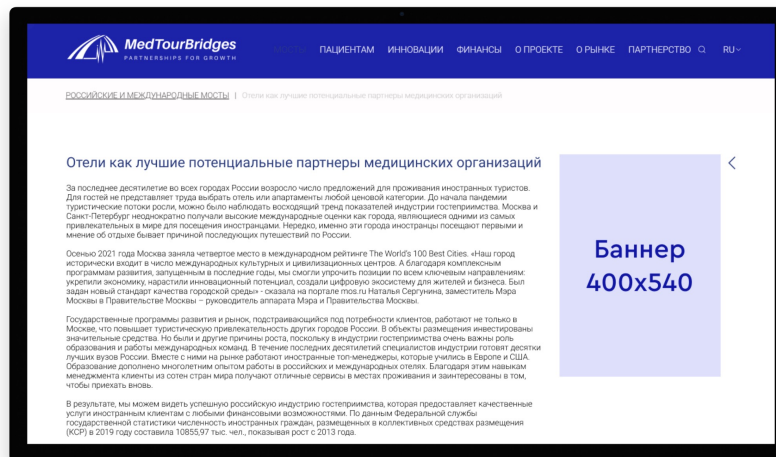 MedTourBridges
PARTNERSHIPS FOR GROWTH
МОСТЫ ПАЦИЕНТАМ ИННОВАЦИИ ФИНАНСЫ О ПРОЕКТЕ О РЫНКЕ ПАРТНЕРСТВО RU
РОССИЙСКИЕ И МЕЖДУНАРОДНЫЕ МОСТЫ | Отели как лучшие потенциальные партнеры медицинских организаций
Отели как лучшие потенциальные партнеры медицинских организаций
За последнее десятилетие во всех городах России возросло число предложений для проживания иностранных туристов.
Для гостей не представляет труда выбрать отель или апартаменты любой ценовой категории. До начала пандемии
туристические потоки росли, можно было наблюдать восходящий тренд показателей индустрии гостеприимства. Москва и
Санкт-Петербург неоднократно получали высокие международные оценки как города, являющиеся одними из самых
привлекательных в мире для посещения иностранцами. Нередко, именно эти города иностранцы посещают первыми и
мнение об отдыхе бывает причиной последующих путешествий по России.
Осенью 2021 года Москва заняла четвертое место в международном рейтинге The World's 100 Best Cities. «Наш город
исторически входит в число международных культурных и цивилизационных центров. А благодаря комплексным
программам развития, запущенным в последние годы, мы смогли упрочить позиции по всем ключевым направлениям:
укрепили экономику, нарастили инновационный потенциал, создали цифровую экосистему для жителей и бизнеса. Был
задан новый стандарт качества городской среды» - сказала на портале mos.ru Наталья Сергунина, заместитель Мэра
Москвы в Правительстве Москвы – руководитель аппарата Мэра и Правительства Москвы.
Государственные программы развития и рынок, подстраивающийся под потребности клиентов, работают не только в
Москве, что повышает туристическую привлекательность других городов России. В объекты размещения инвестированы
значительные средства. Но были и другие причины роста, поскольку в индустрии гостеприимства очень важны роль
образования и работы международных команд. В течение последних десятилетий специалистов индустрии готовят десятки
лучших вузов России. Вместе с ними на рынке работают иностранные топ-менеджеры, которые учились в Европе и США.
Образование дополнено многолетним опытом работы в российских и международных отелях. Благодаря этим навыкам
менеджмента клиенты из сотен стран мира получают отличные сервисы в местах проживания и заинтересованы в том,
чтобы приехать вновь.
В результате, мы можем видеть успешную российскую индустрию гостеприимства, которая предоставляет качественные
услуги иностранным клиентам с любыми финансовыми возможностями. По данным Федеральной службы
государственной статистики численность иностранных граждан, размещенных в коллективных средствах размещения
(КСР) в 2019 году составила 10855,97 тыс. чел., показывая рост с 2013 года.
Баннер
400x540